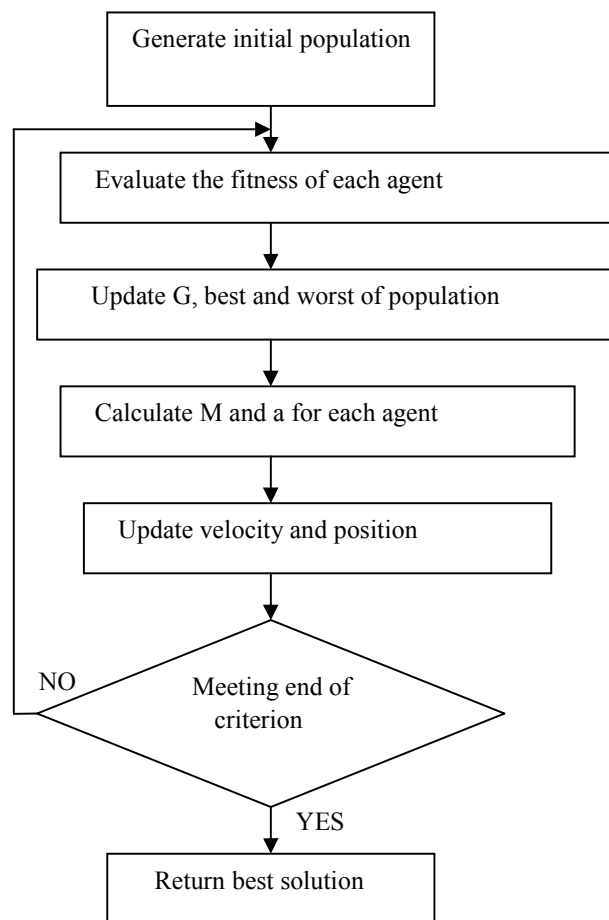 Generate initial population
Evaluate the fitness of each agent
Update G, best and worst of population
Calculate M and a for each agent
Update velocity and position
NO
Meeting end of
criterion
YES
Return best solution